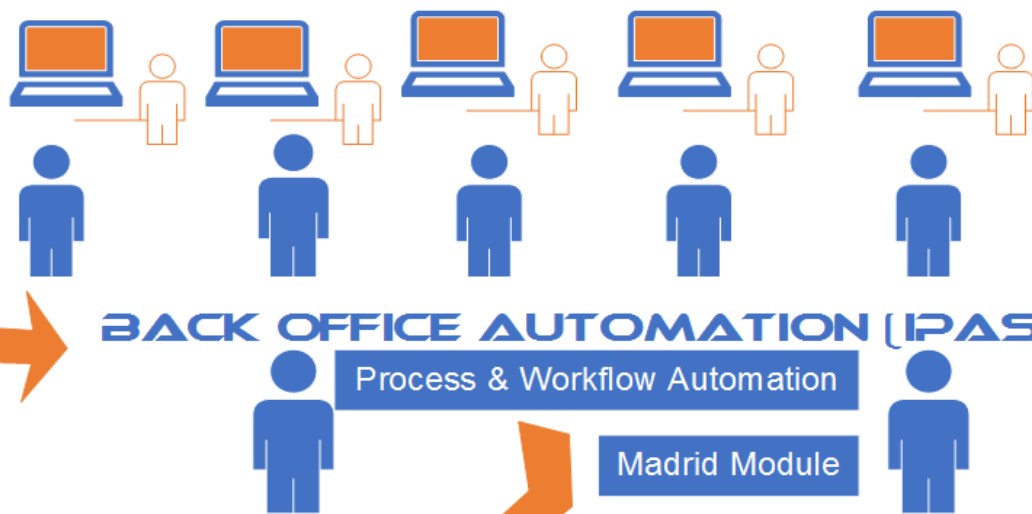 BACK OFFICE AUTOMATION (IPAS
Process & Workflow Automation
Madrid Module